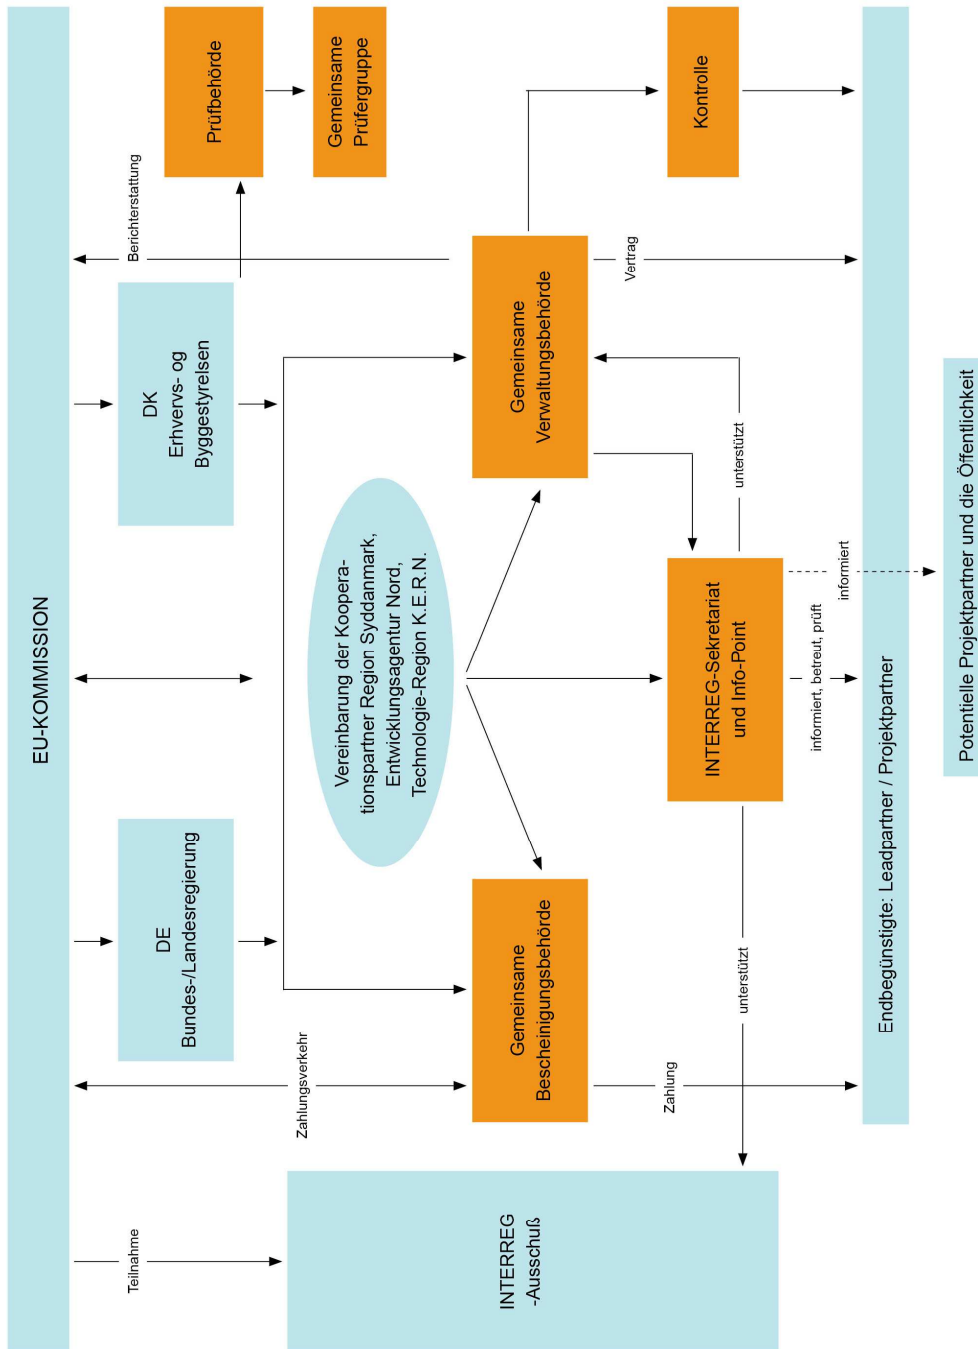 EU-KOMMISSION
Teilnahme
Zahlungsverkehr
Berichterstattung
DE
Bundes-/Landesregierung
DK
Erhvervs- og
Byggestyrelsen
Prüfbehörde
Gemeinsame
Prüfergruppe
Vereinbarung der Koopera-
tionspartner Region Syddanmark,
Entwicklungsagentur Nord,
Technologie-Region K.E.R.N.
INTERREG
-Ausschuß
Gemeinsame
Bescheinigungsbehörde
Gemeinsame
Verwaltungsbehörde
Kontrolle
Zahlung
unterstützt
INTERREG-Sekretariat
und Info-Point
unterstützt
Vertrag
informiert, betreut, prüft
informiert
Endbegünstigte: Leadpartner / Projektpartner
Potentielle Projektpartner und die Öffentlichkeit